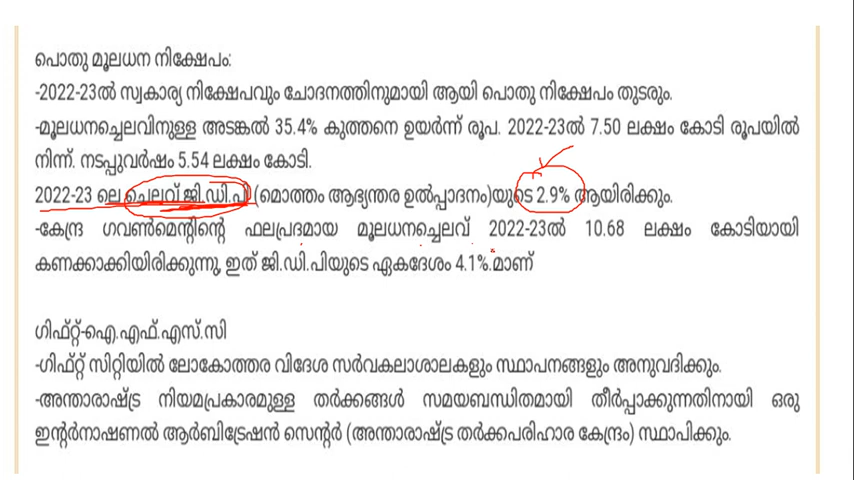 പൊതു മൂലധന നിക്ഷേപം:
-2022-23ൽ സ്വകാര്യ നിക്ഷേപവും ചോദനത്തിനുമായി ആയി പൊതു നിക്ഷേപം തുടരും.
-മൂലധനച്ചെലവിനുള്ള അടങ്കൽ 35.4% കുത്തനെ ഉയർന്ന് രൂപ. 2022-23ൽ 7.50 ലക്ഷം കോടി രൂപയിൽ
നിന്ന്. നടപ്പുവർഷം 5.54 ലക്ഷം കോടി.
2022-23 ലെ ചെലവ് ജി.ഡി.പി (മൊത്തം ആഭ്യന്തര ഉൽപ്പാദനം)യുടെ 2.9% ആയിരിക്കും.
-കേന്ദ്ര ഗവൺമെന്റിന്റെ ഫലപ്രദമായ മൂലധനച്ചെലവ് 2022-23ൽ 10.68 ലക്ഷം കോടിയായി
കണക്കാക്കിയിരിക്കുന്നു, ഇത് ജി.ഡി.പിയുടെ ഏകദേശം 4.1%.മാണ്
ഗിഫ്റ്റ്-ഐ.എഫ്.എസ്.സി
-ഗിഫ്റ്റ് സിറ്റിയിൽ ലോകോത്തര വിദേശ സർവകലാശാലകളും സ്ഥാപനങ്ങളും അനുവദിക്കും.
-അന്താരാഷ്ട്ര നിയമപ്രകാരമുള്ള തർക്കങ്ങൾ സമയബന്ധിതമായി തീർപ്പാക്കുന്നതിനായി ഒരു
ഇന്റർനാഷണൽ ആർബിട്രേഷൻ സെന്റർ (അന്താരാഷ്ട്ര തർക്കപരിഹാര കേന്ദ്രം) സ്ഥാപിക്കും.